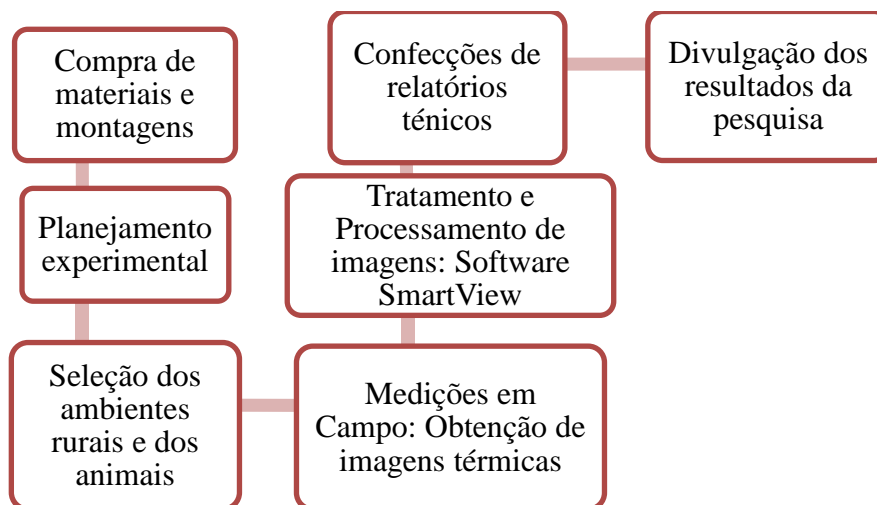 Compra de
materiais e
montagens
Planejamento
experimental
Seleção dos
ambientes
rurais e dos
animais
Medições em
Campo: Obtenção de
imagens térmicas
Tratamento e
Processamento de
imagens: Software
SmartView
Confecções de
relatórios
ténicos
Divulgação dos
resultados da
pesquisa